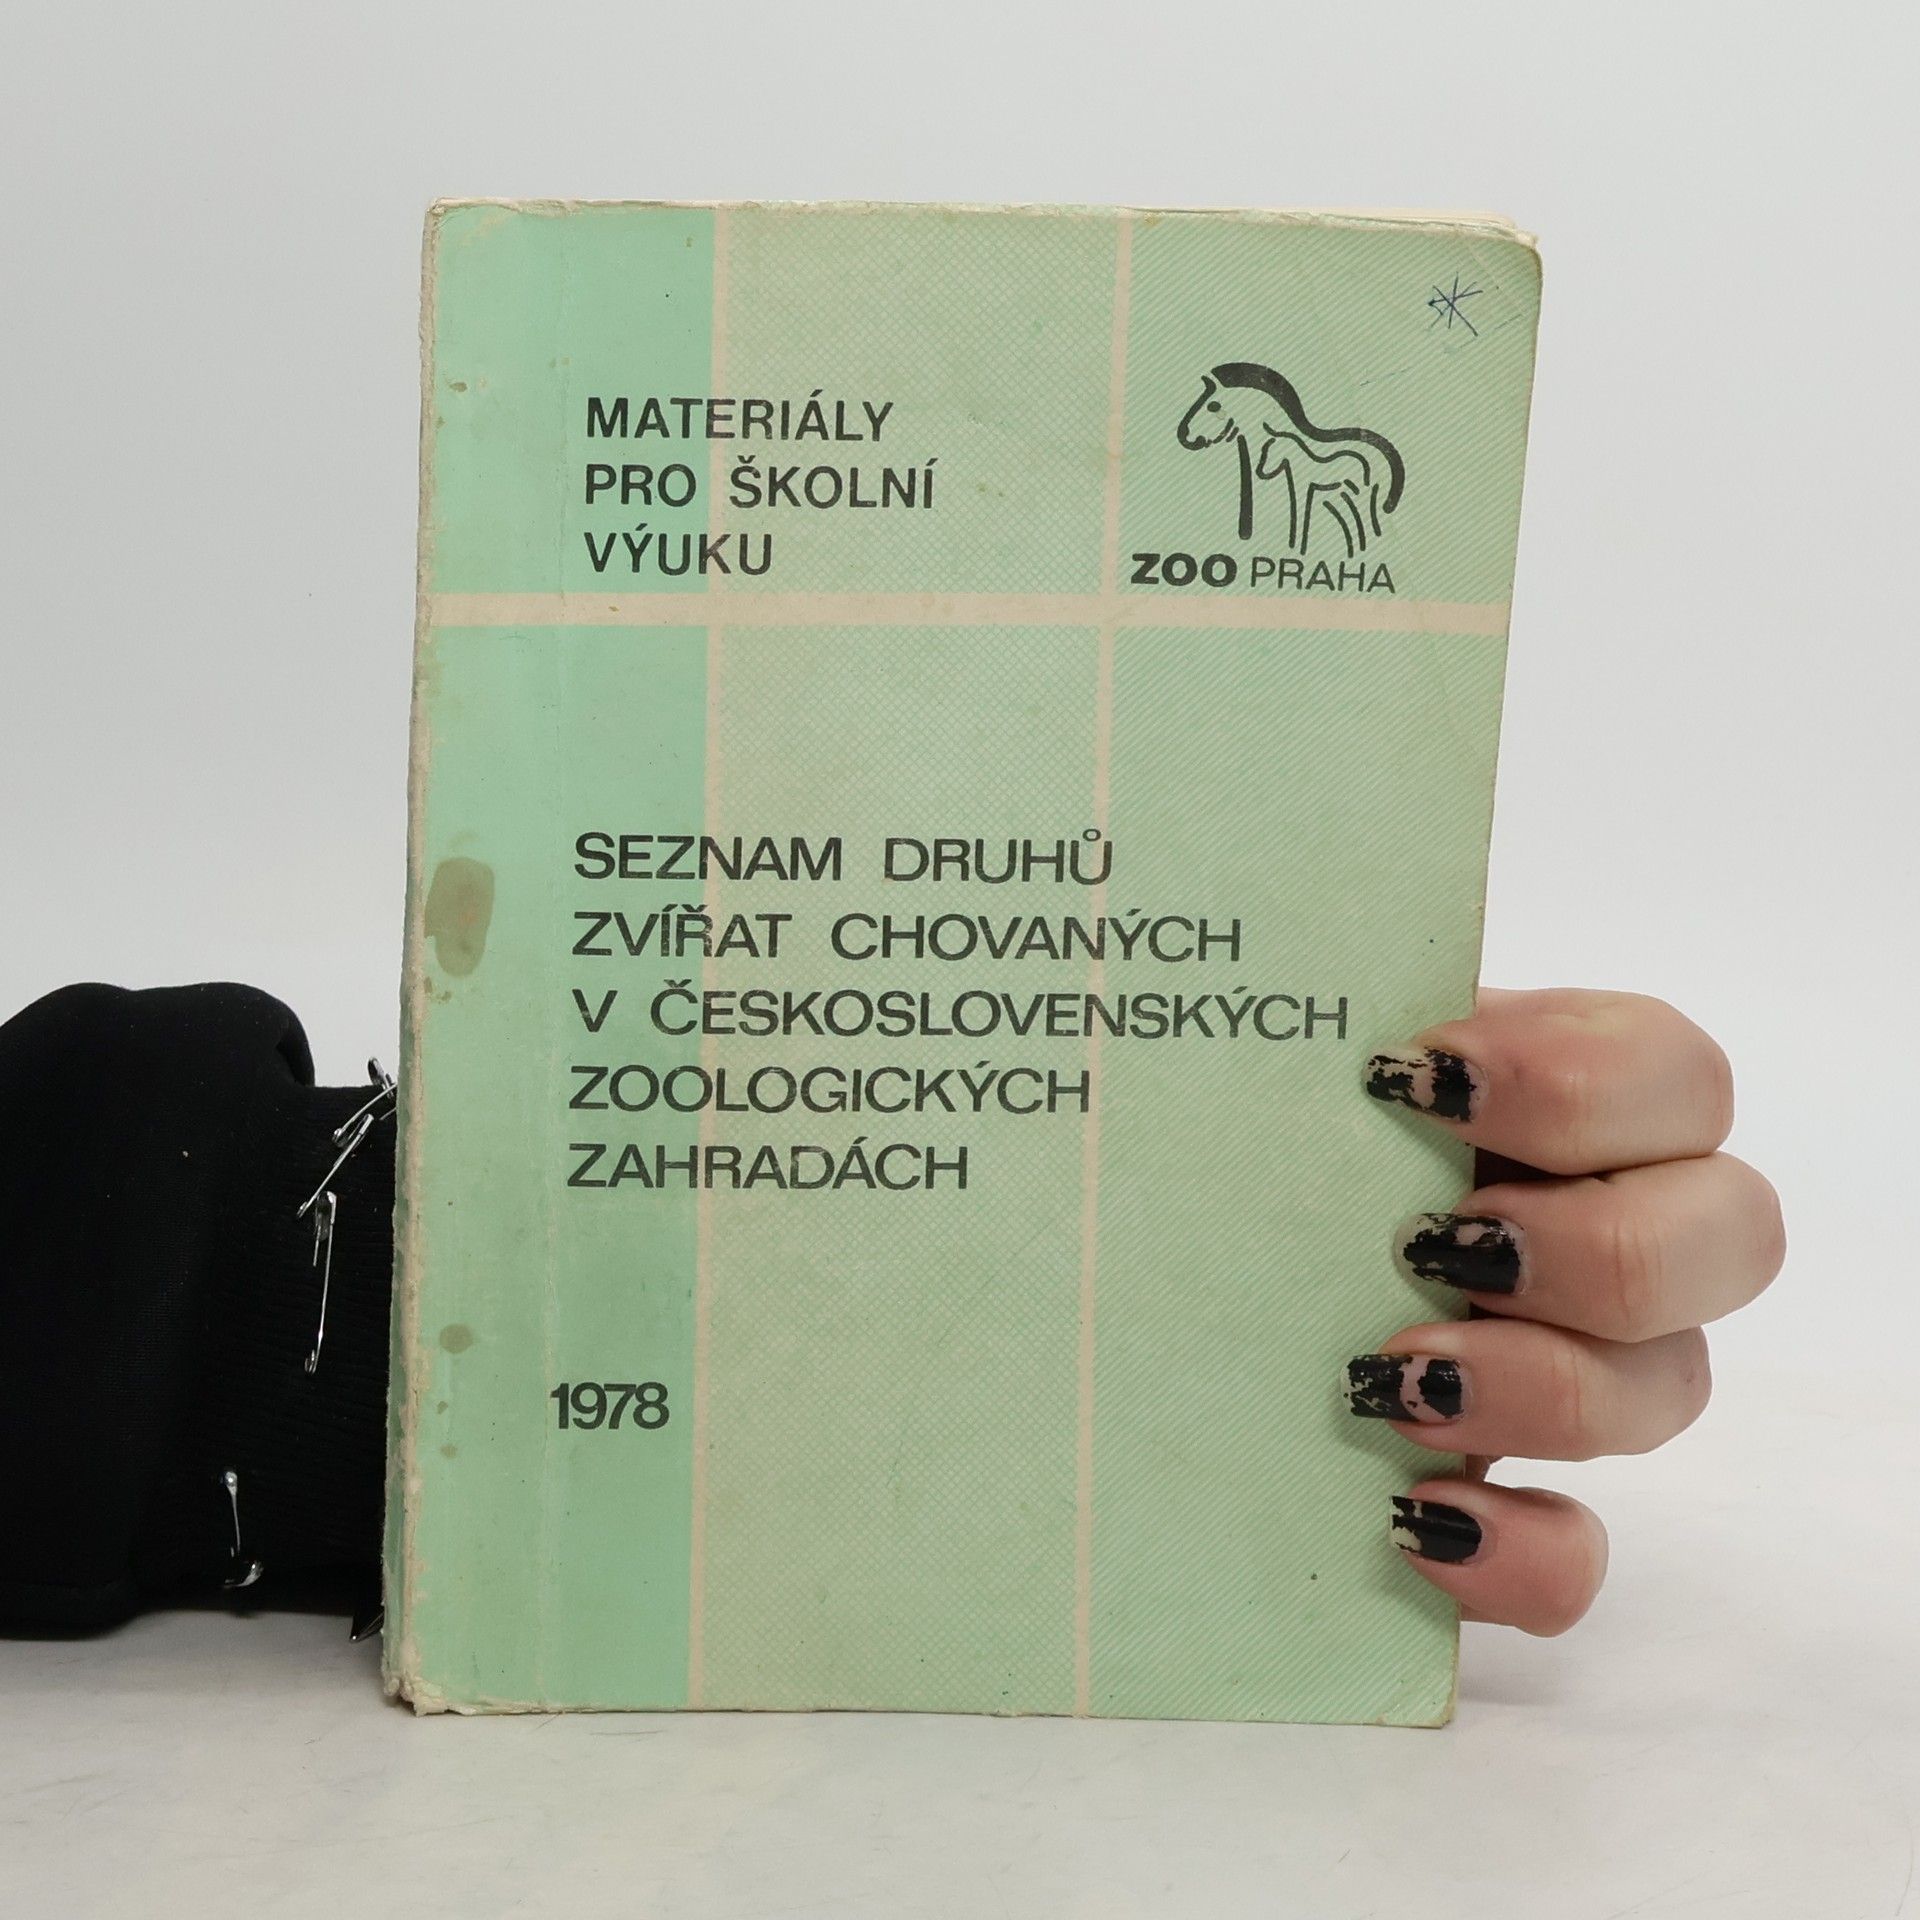 MATERIÁLY
PRO ŠKOLNÍ
VÝUKU
ZOO PRAHA
SEZNAM DRUHŮ
ZVÍŘAT CHOVANÝCH
V ČESKOSLOVENSKÝCH
ZOOLOGICKÝCH
ZAHRADÁCH
1978